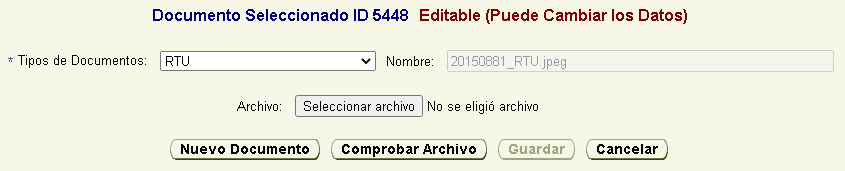 Documento Seleccionado ID 5448 Editable (Puede Cambiar los Datos)
* Tipos de Documentos: RTU Nombre: 20150881_RTU.jpeg
Archivo: Seleccionar archivo No se eligió archivo
Nuevo Documento Comprobar Archivo Guardar Cancelar